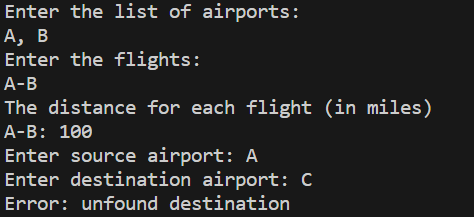 Enter the list of airports:
A, B
Enter the flights:
A-B
The distance for each flight (in miles)
A-B: 100
Enter source airport: A
Enter destination airport: C
Error: unfound destination